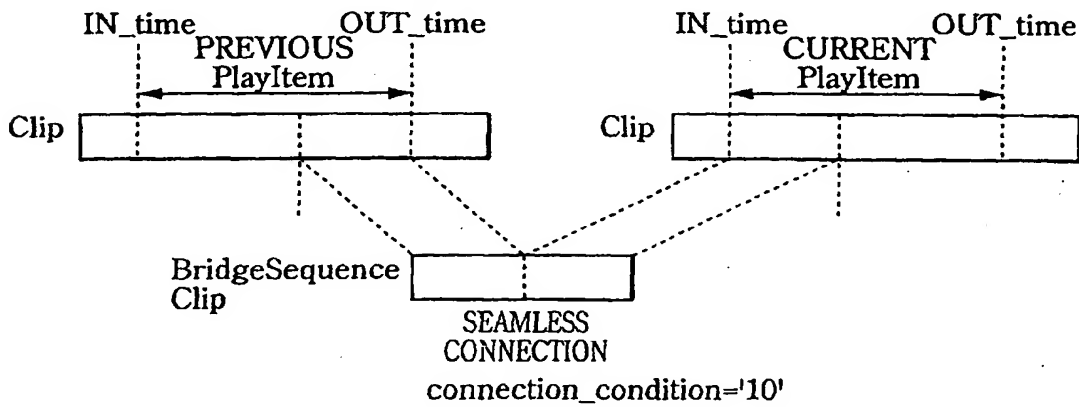 IN_time OUT_time IN_time OUT_time
PREVIOUS CURRENT
PlayItem PlayItem
Clip Clip
BridgeSequence
Clip
SEAMLESS
CONNECTION
connection_condition='10'